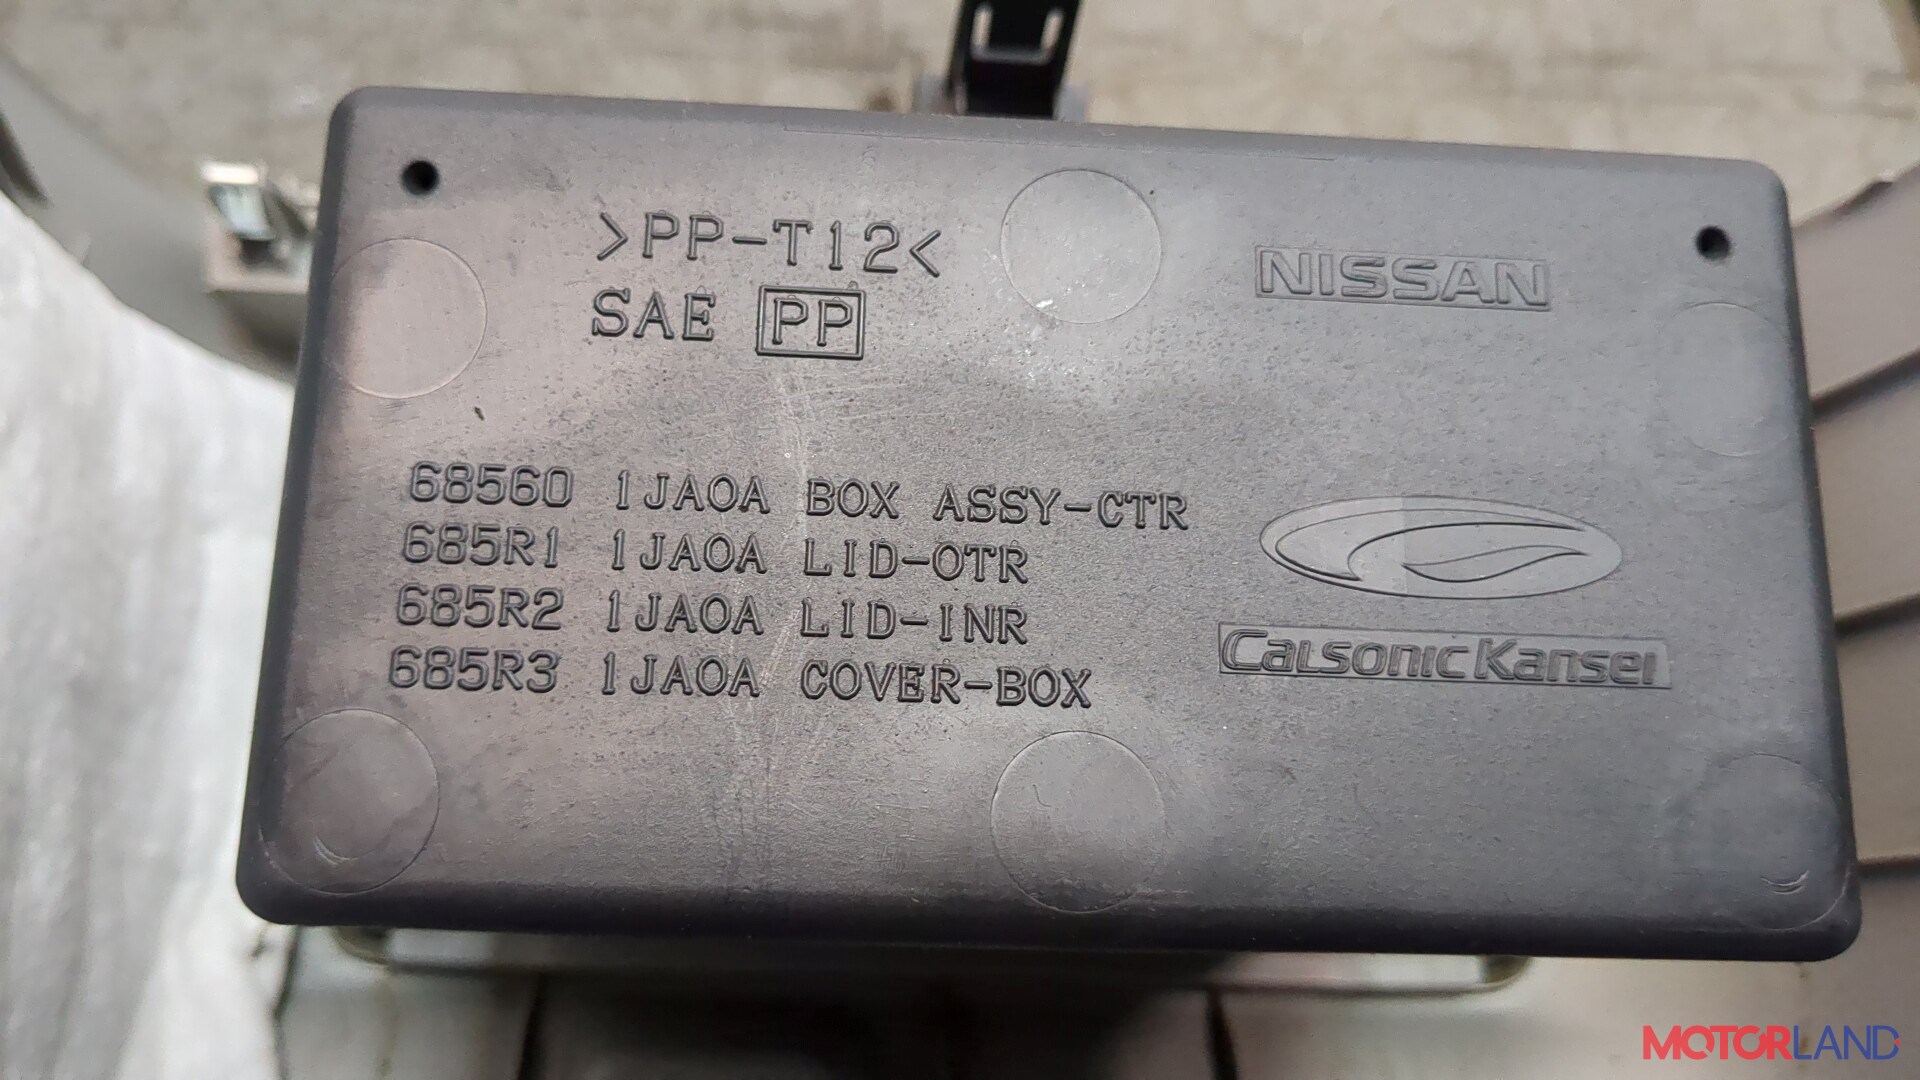 >PP-T12<
SAE PP
NISSAN
68560 1JA0A BOX ASSY-CTR
685R1 1JA0A LID-OTR
685R2 1JA0A LID-INR
685R3 1JA0A COVER-BOX
CalsonicKansei
MOTORLAND